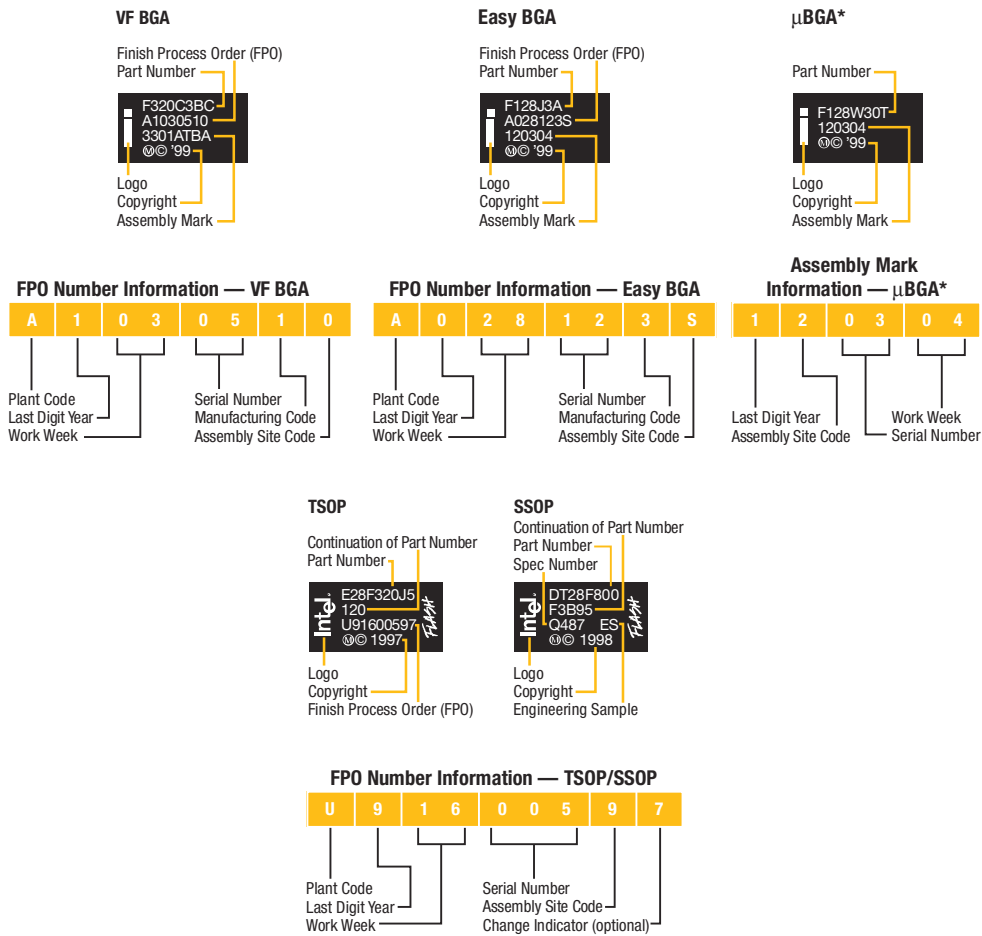 VF BGA
Finish Process Order (FPO)
Part Number
F320C3BC
A1030510
3301ATBA
Ⓜ© '99
Logo
Copyright
Assembly Mark
Easy BGA
Finish Process Order (FPO)
Part Number
F128J3A
A028123S
120304
Ⓜ© '99
Logo
Copyright
Assembly Mark
µBGA*
Part Number
F128W30T
120304
Ⓜ© '99
Logo
Copyright
Assembly Mark
FPO Number Information — VF BGA
A 1 0 3 0 5 1 0
Plant Code
Last Digit Year
Work Week
Serial Number
Manufacturing Code
Assembly Site Code
FPO Number Information — Easy BGA
A 0 2 8 1 2 3 S
Plant Code
Last Digit Year
Work Week
Serial Number
Manufacturing Code
Assembly Site Code
Assembly Mark
Information — µBGA*
1 2 0 3 0 4
Last Digit Year
Assembly Site Code
Work Week
Serial Number
TSOP
Continuation of Part Number
Part Number
Intel.
E28F320J5
120
U91600597
Ⓜ© 1997
FLASH
Logo
Copyright
Finish Process Order (FPO)
SSOP
Continuation of Part Number
Part Number
Spec Number
Intel.
DT28F800
F3B95
Q487 ES
Ⓜ© 1998
FLASH
Logo
Copyright
Engineering Sample
FPO Number Information — TSOP/SSOP
U 9 1 6 0 0 5 9 7
Plant Code
Last Digit Year
Work Week
Serial Number
Assembly Site Code
Change Indicator (optional)